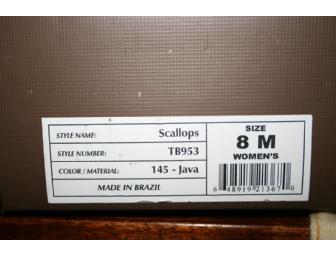 STYLE NAME: Scallops
STYLE NUMBER: TB953
COLOR / MATERIAL: 145 - Java
MADE IN BRAZIL
SIZE
8 M
WOMEN'S
6 48919 21367 0